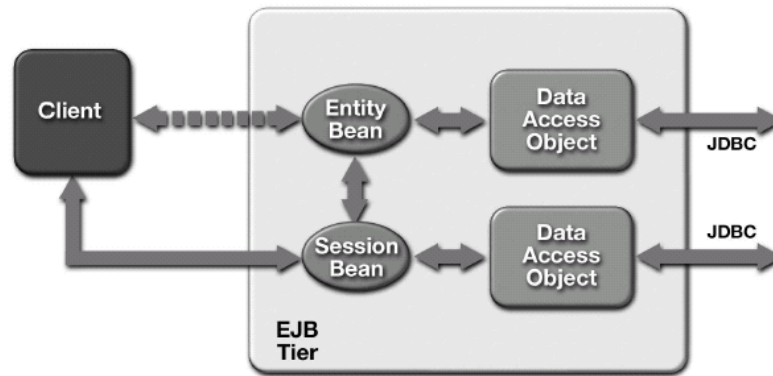 Client
Entity
Bean
Data
Access
Object
JDBC
Session
Bean
Data
Access
Object
JDBC
EJB
Tier